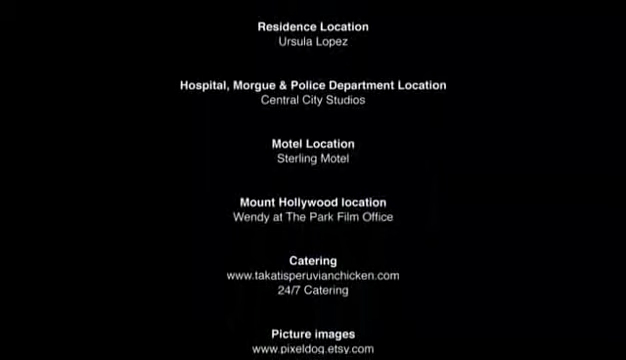 Residence Location
Ursula Lopez
Hospital, Morgue & Police Department Location
Central City Studios
Motel Location
Sterling Motel
Mount Hollywood location
Wendy at The Park Film Office
Catering
www.takatisperuvianchicken.com
24/7 Catering
Picture images
www.pixeldog.etsy.com